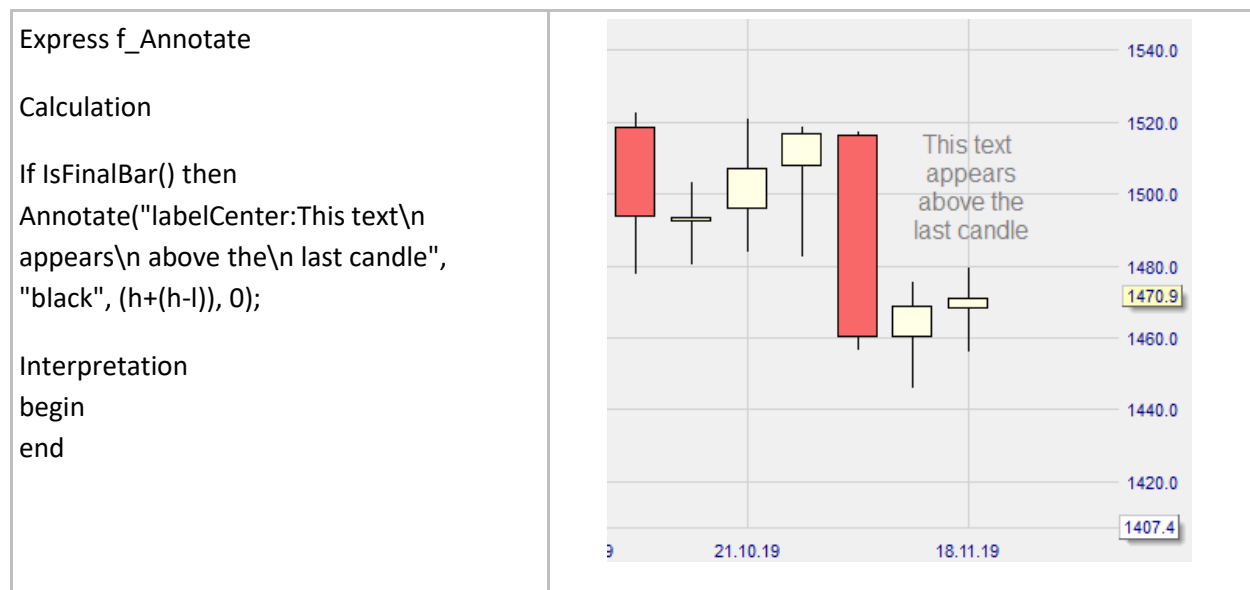 Express f_Annotate
Calculation
If IsFinalBar() then
Annotate("labelCenter:This text\n
appears\n above the\n last candle",
"black", (h+(h-l)), 0);
Interpretation
begin
end
This text
appears
above the
last candle
1540.0
1520.0
1500.0
1480.0
1470.9
1460.0
1440.0
1420.0
1407.4
9
21.10.19
18.11.19